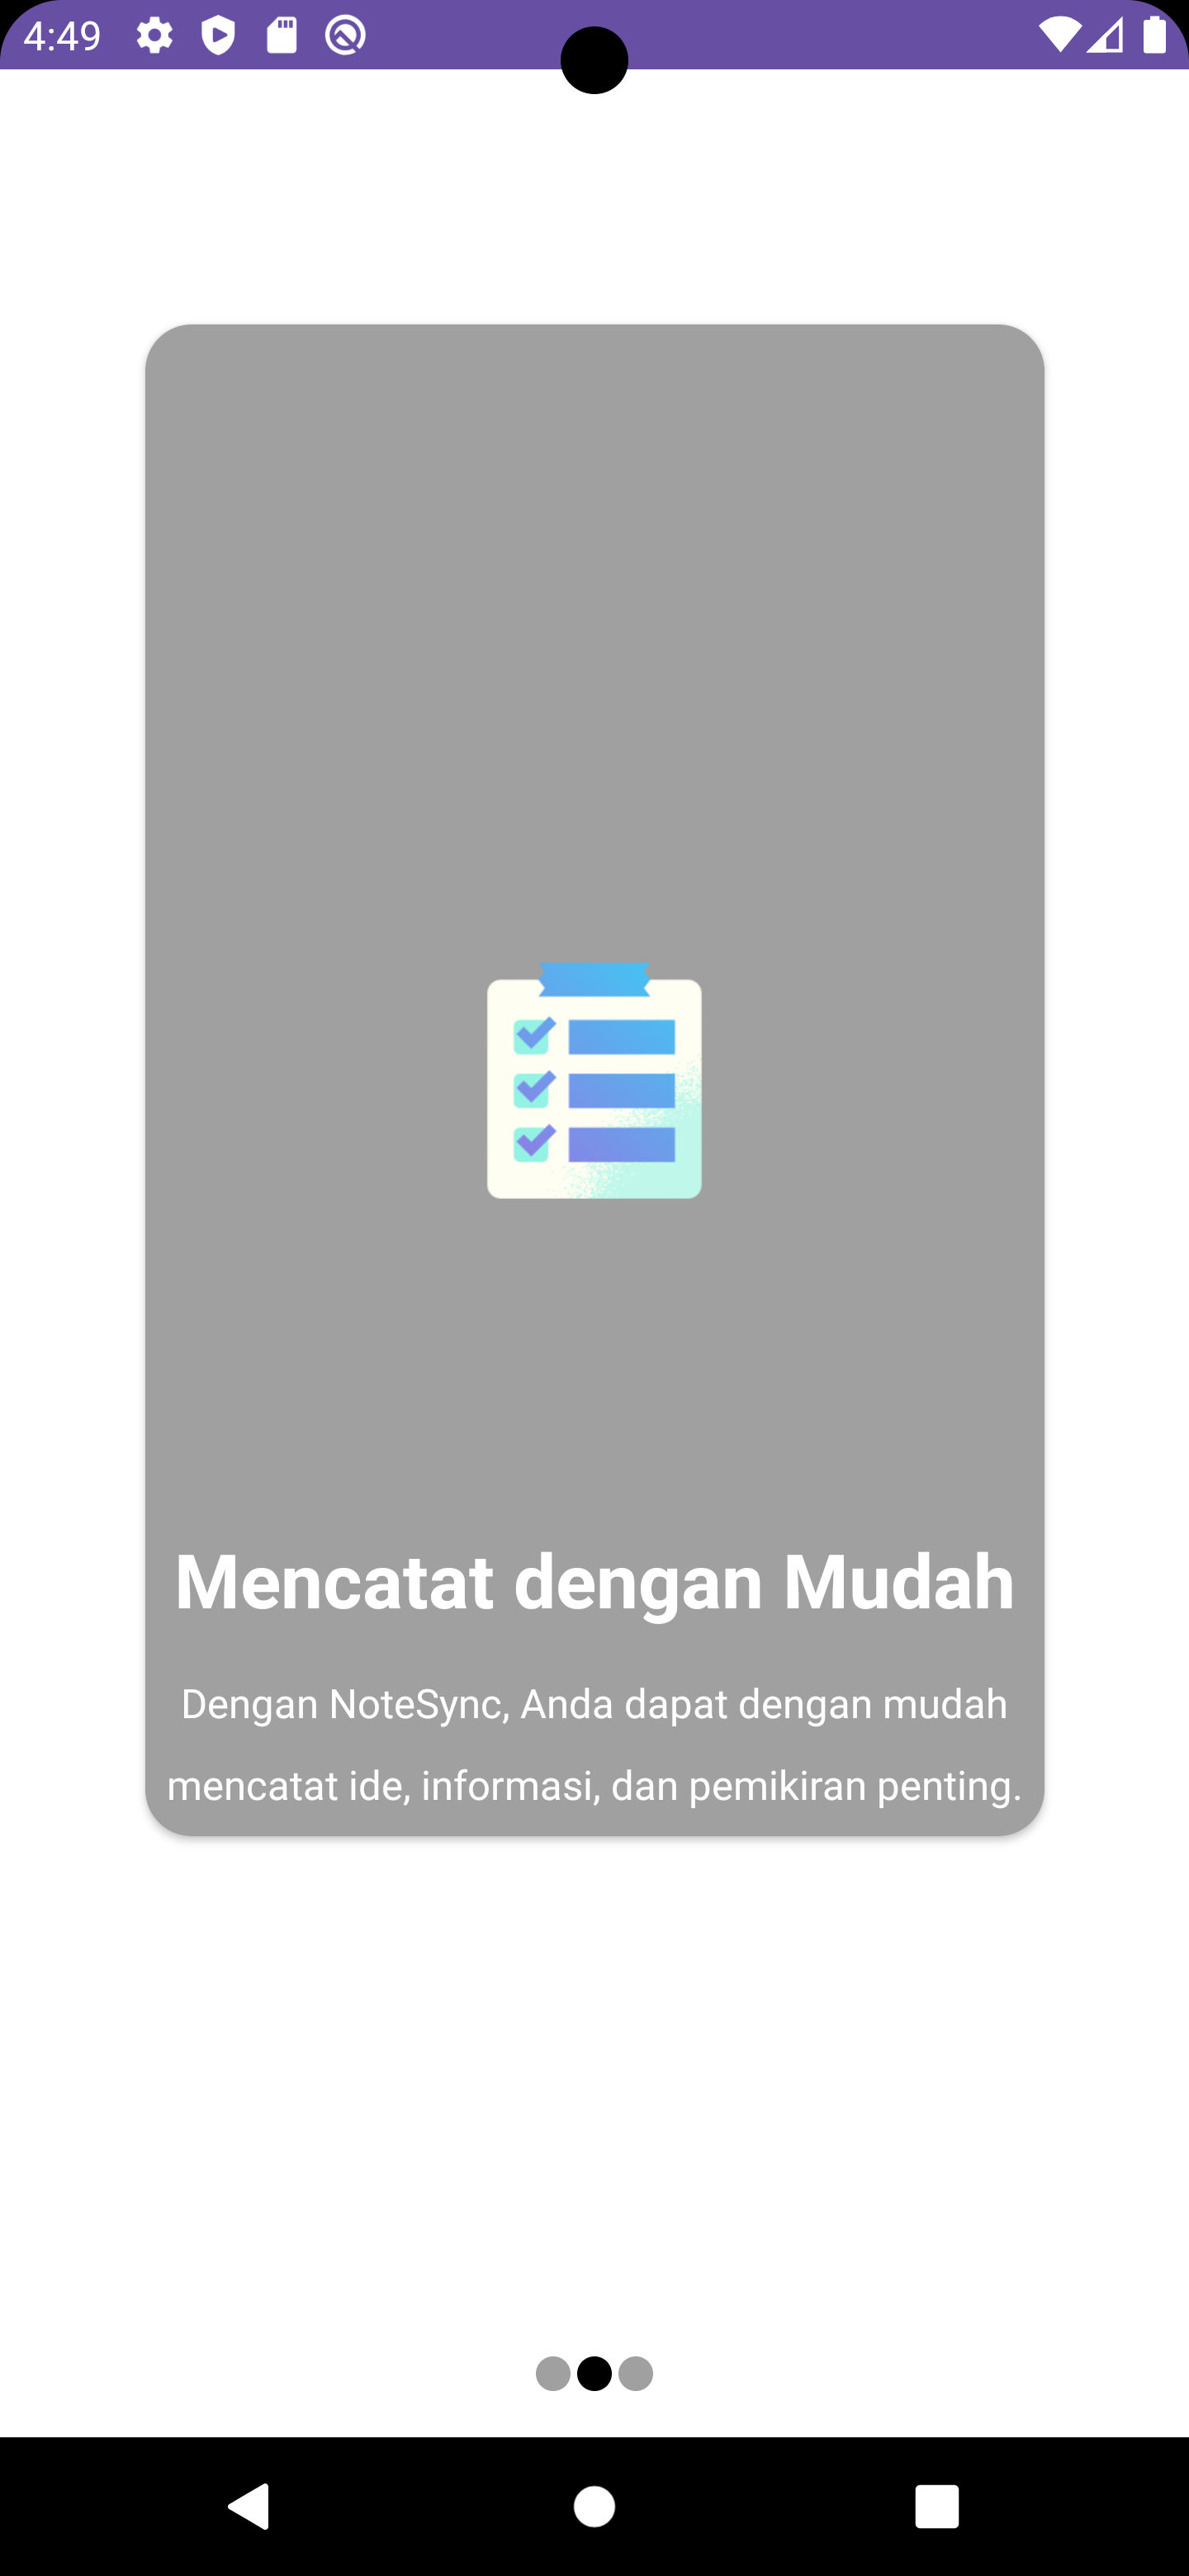 4:49
Mencatat dengan Mudah
Dengan NoteSync, Anda dapat dengan mudah
mencatat ide, informasi, dan pemikiran penting.